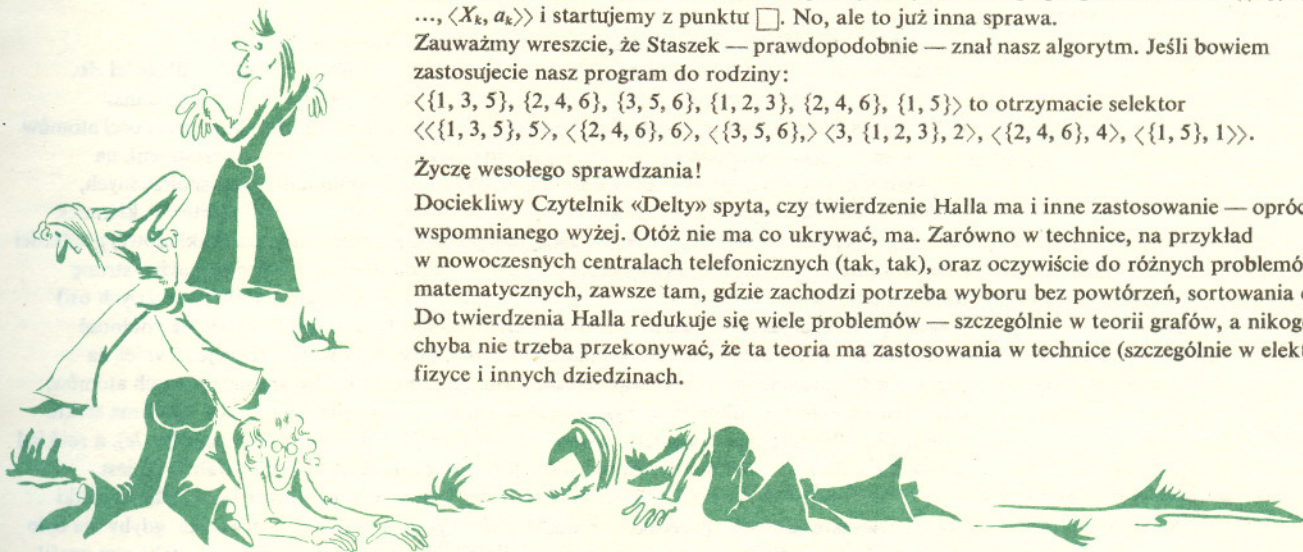 ..., ⟨Xₖ, aₖ⟩⟩ i startujemy z punktu □. No, ale to już inna sprawa.
Zauważmy wreszcie, że Staszek — prawdopodobnie — znał nasz algorytm. Jeśli bowiem
zastosujecie nasz program do rodziny:
⟨{1, 3, 5}, {2, 4, 6}, {3, 5, 6}, {1, 2, 3}, {2, 4, 6}, {1, 5}⟩ to otrzymacie selektor
⟨⟨{1, 3, 5}, 5⟩, ⟨{2, 4, 6}, 6⟩, ⟨{3, 5, 6},⟩ ⟨3, {1, 2, 3}, 2⟩, ⟨{2, 4, 6}, 4⟩, ⟨{1, 5}, 1⟩⟩.
Życzę wesołego sprawdzania!
Dociekliwy Czytelnik «Delty» spyta, czy twierdzenie Halla ma i inne zastosowanie — opróc
wspomnianego wyżej. Otóż nie ma co ukrywać, ma. Zarówno w technice, na przykład
w nowoczesnych centralach telefonicznych (tak, tak), oraz oczywiście do różnych problemó
matematycznych, zawsze tam, gdzie zachodzi potrzeba wyboru bez powtórzeń, sortowania
Do twierdzenia Halla redukuje się wiele problemów — szczególnie w teorii grafów, a nikog
chyba nie trzeba przekonywać, że ta teoria ma zastosowania w technice (szczególnie w elekt
fizyce i innych dziedzinach.